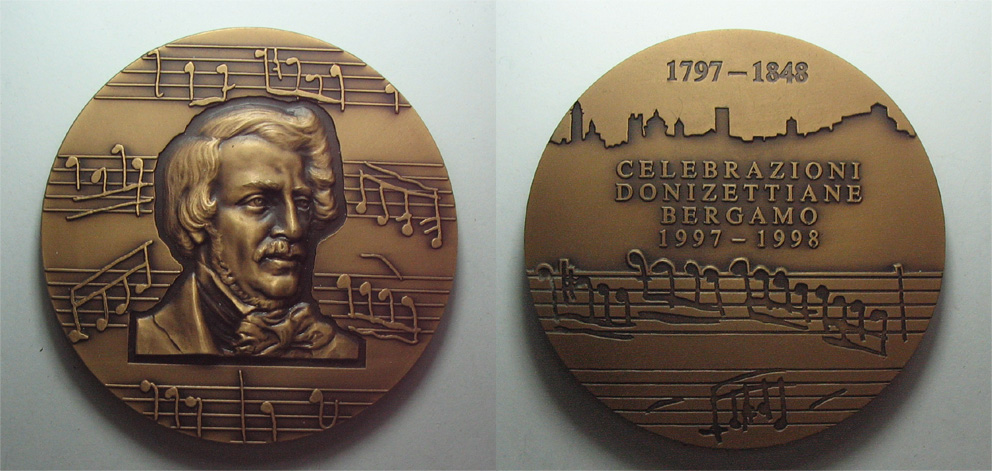 1797 – 1848
CELEBRAZIONI
DONIZETTIANE
BERGAMO
1997 – 1998